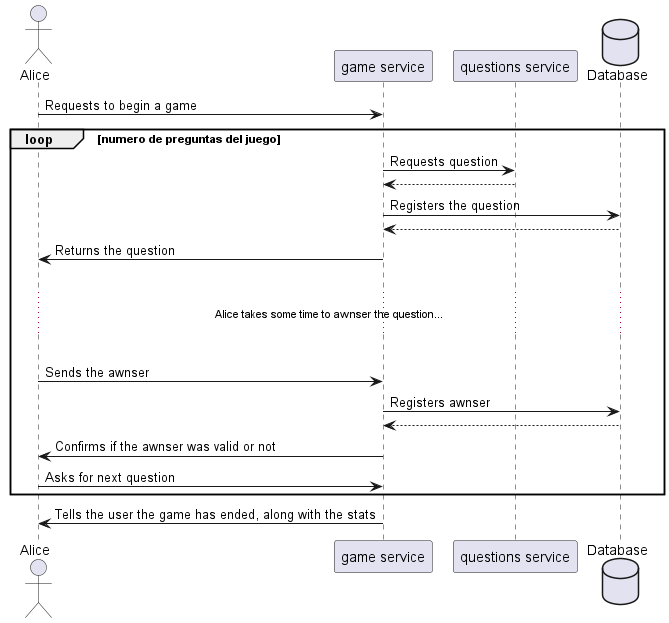 Alice
game service
questions service
Database
Requests to begin a game
loop
[numero de preguntas del juego]
Requests question
Registers the question
Returns the question
Alice takes some time to awnser the question...
Sends the awnser
Registers awnser
Confirms if the awnser was valid or not
Asks for next question
Tells the user the game has ended, along with the stats
Alice
game service
questions service
Database